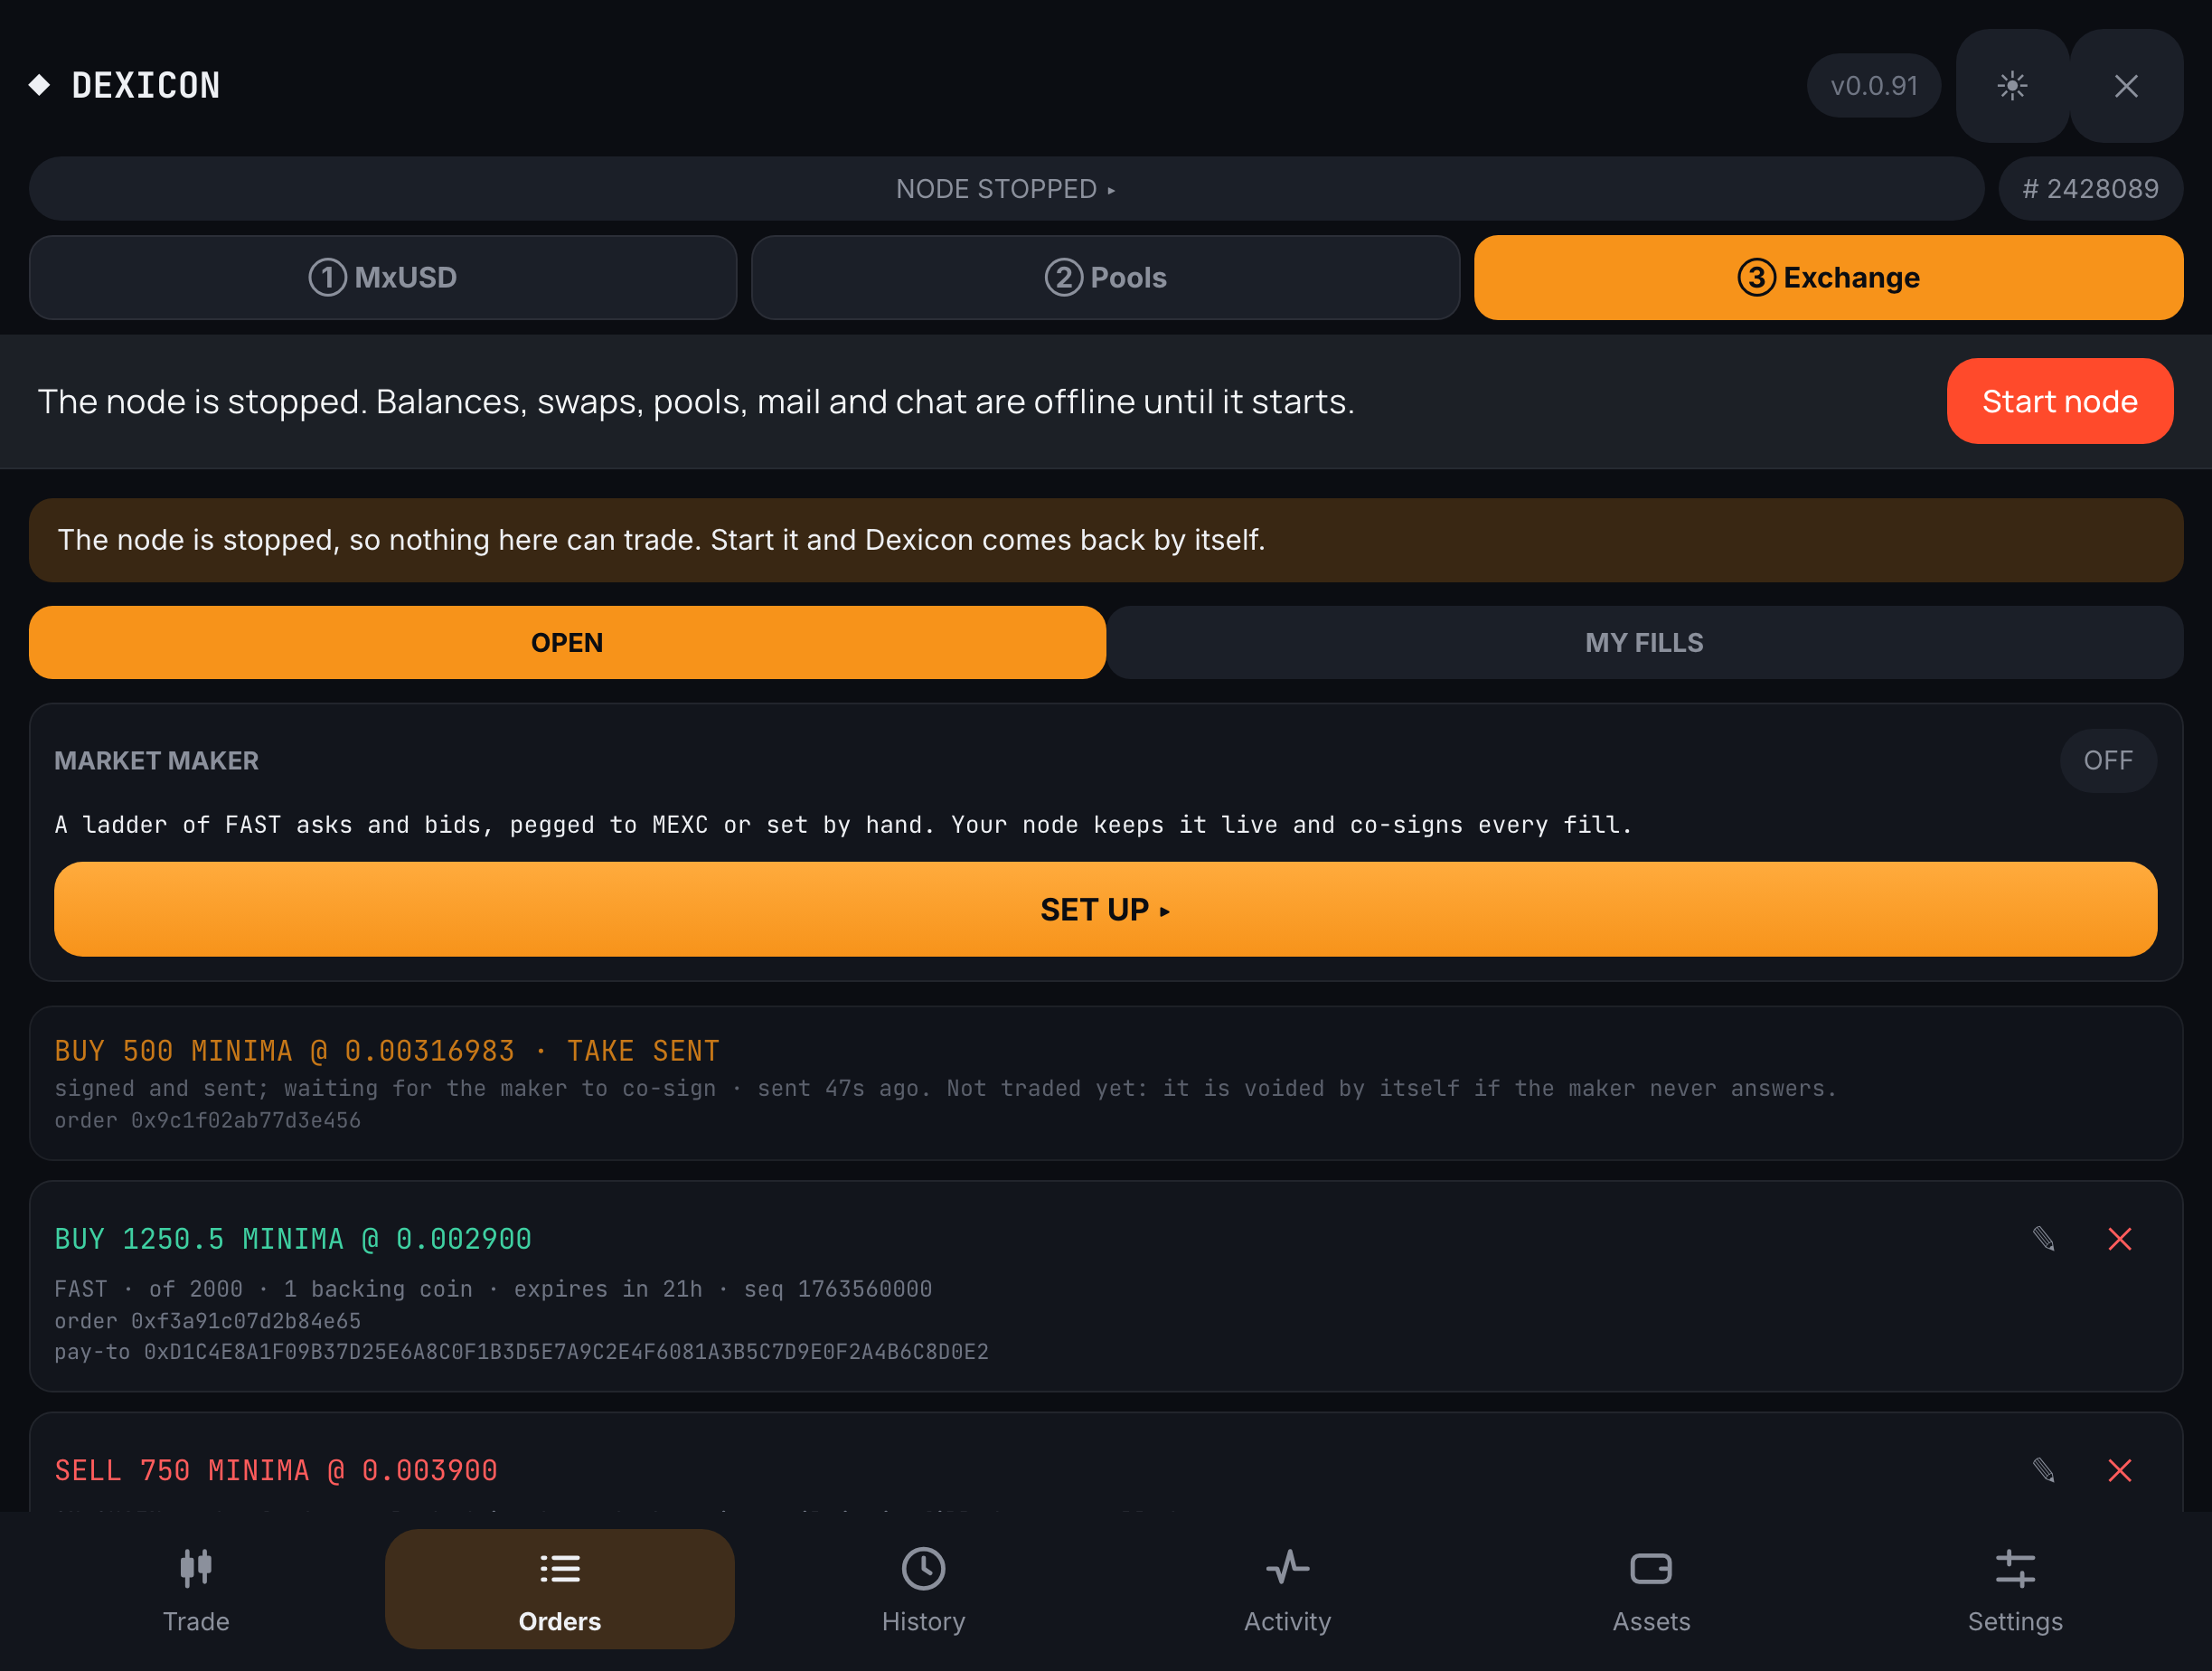 DEXICON
v0.0.91
NODE STOPPED ▸
# 2428089
① MxUSD
② Pools
③ Exchange
The node is stopped. Balances, swaps, pools, mail and chat are offline until it starts.
Start node
The node is stopped, so nothing here can trade. Start it and Dexicon comes back by itself.
OPEN
MY FILLS
MARKET MAKER
OFF
A ladder of FAST asks and bids, pegged to MEXC or set by hand. Your node keeps it live and co-signs every fill.
SET UP ▸
BUY 500 MINIMA @ 0.00316983 · TAKE SENT
signed and sent; waiting for the maker to co-sign · sent 47s ago. Not traded yet: it is voided by itself if the maker never answers.
order 0x9c1f02ab77d3e456
BUY 1250.5 MINIMA @ 0.002900
FAST · of 2000 · 1 backing coin · expires in 21h · seq 1763560000
order 0xf3a91c07d2b84e65
pay-to 0xD1C4E8A1F09B37D25E6A8C0F1B3D5E7A9C2E4F6081A3B5C7D9E0F2A4B6C8D0E2
SELL 750 MINIMA @ 0.003900
Trade
Orders
History
Activity
Assets
Settings